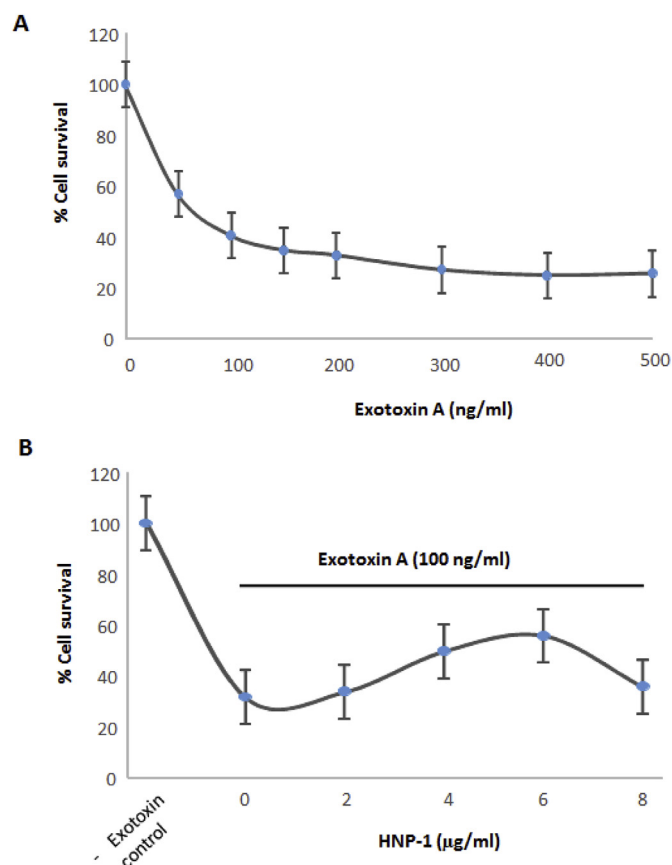 A
120
100
80
60
40
20
0
% Cell survival
0 100 200 300 400 500
Exotoxin A (ng/ml)
B
120
100
80
60
40
20
0
% Cell survival
Exotoxin A (100 ng/ml)
- Exotoxin
control
0 2 4 6 8
HNP-1 (μg/ml)